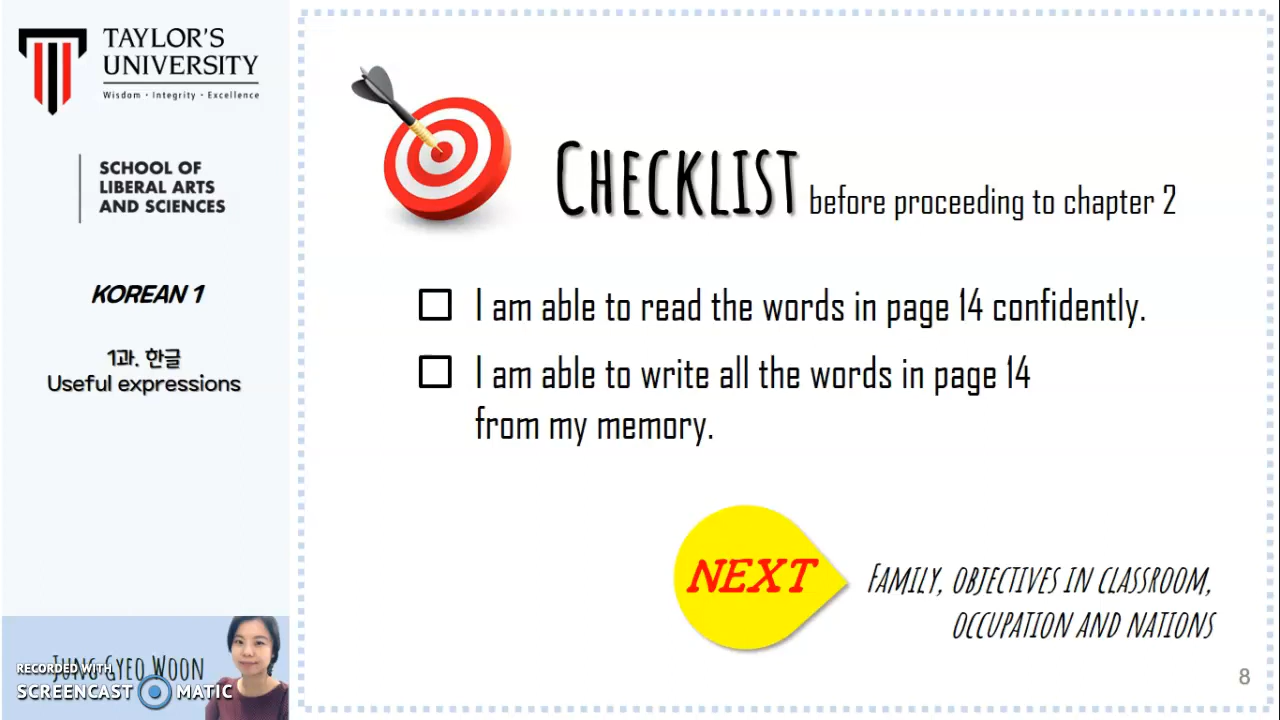 TAYLOR'S
UNIVERSITY
Wisdom · Integrity · Excellence
SCHOOL OF
LIBERAL ARTS
AND SCIENCES
KOREAN 1
1과. 한글
Useful expressions
CHECKLIST before proceeding to chapter 2
I am able to read the words in page 14 confidently.
I am able to write all the words in page 14
from my memory.
NEXT
FAMILY, OBJECTIVES IN CLASSROOM,
OCCUPATION AND NATIONS
JUNG GYEO WOON
RECORDED WITH
SCREENCAST MATIC
8